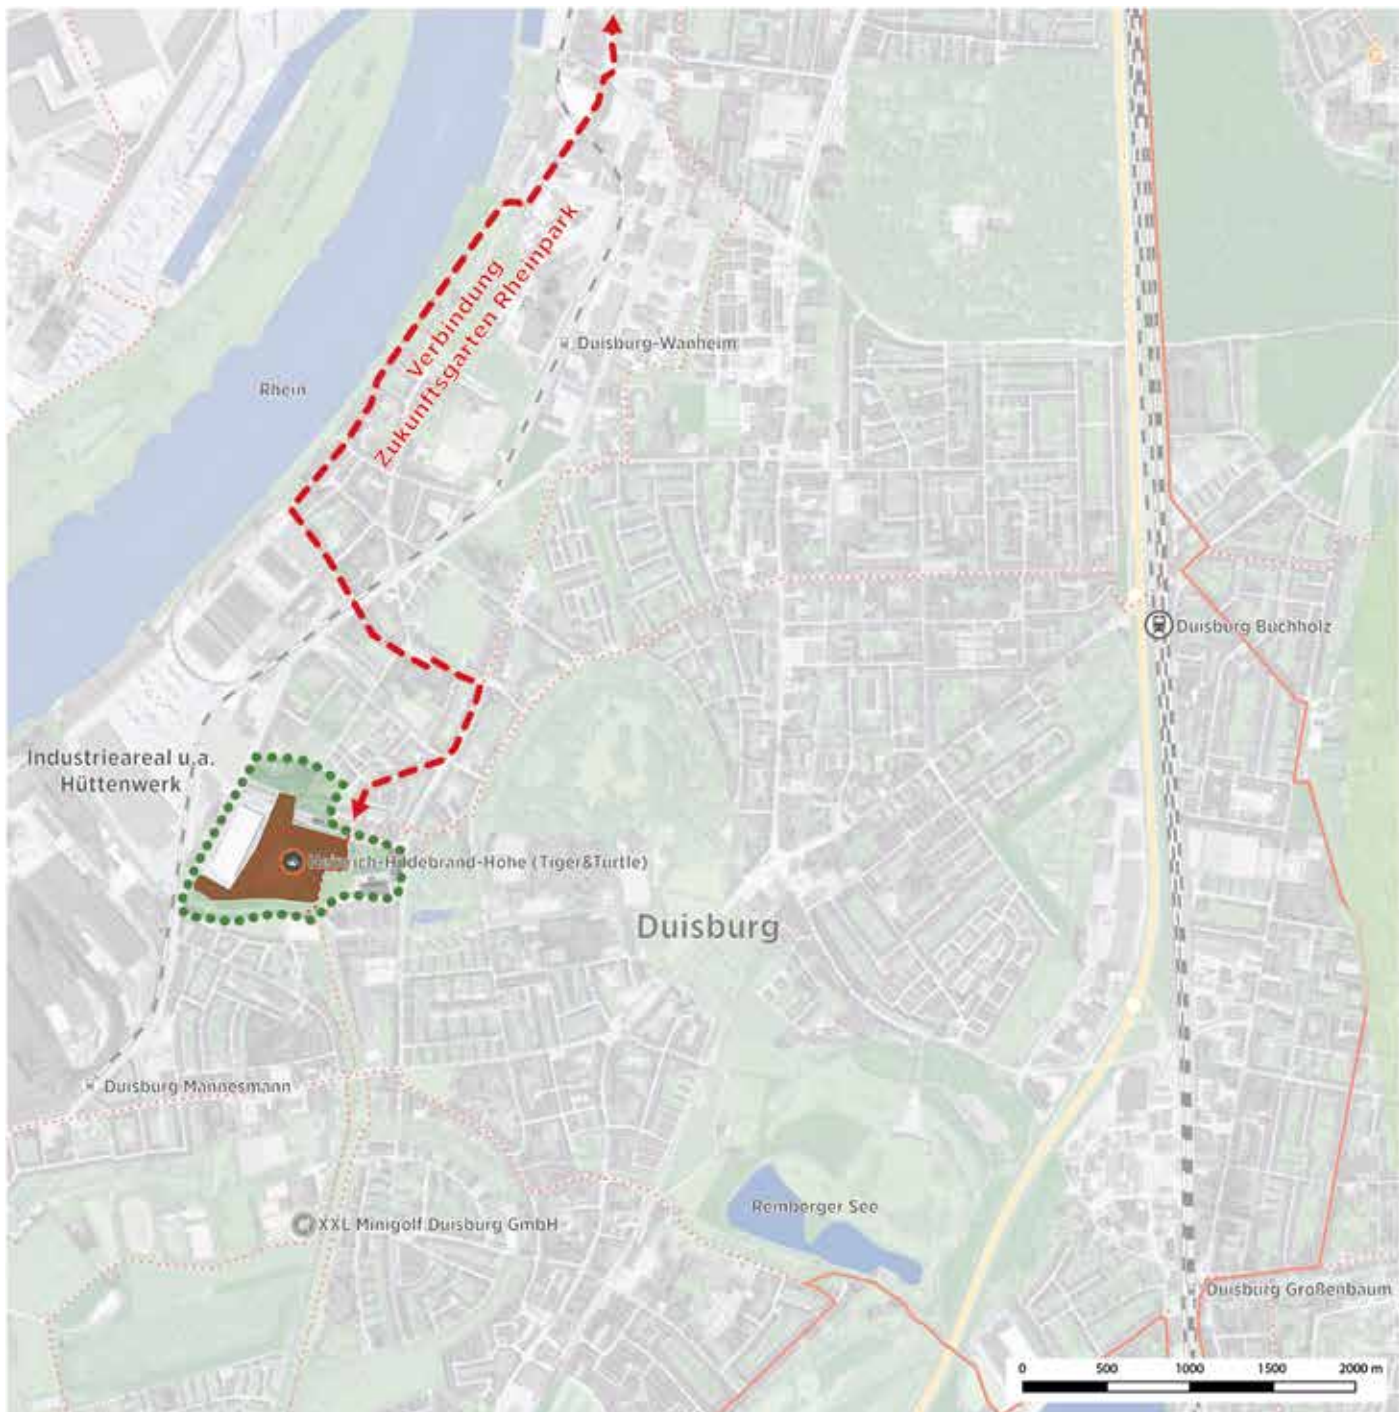 Verbindung
Zukunftsgarten Rheinpark
Duisburg-Wanheim
Rhein
Duisburg Buchholz
Industrieareal u.a.
Hüttenwerk
Heinrich-Hildebrand-Höhe (Tiger&Turtle)
Duisburg
Duisburg Mannesmann
Remberger See
XXL Minigolf Duisburg GmbH
Duisburg Großenbaum
0 500 1000 1500 2000 m